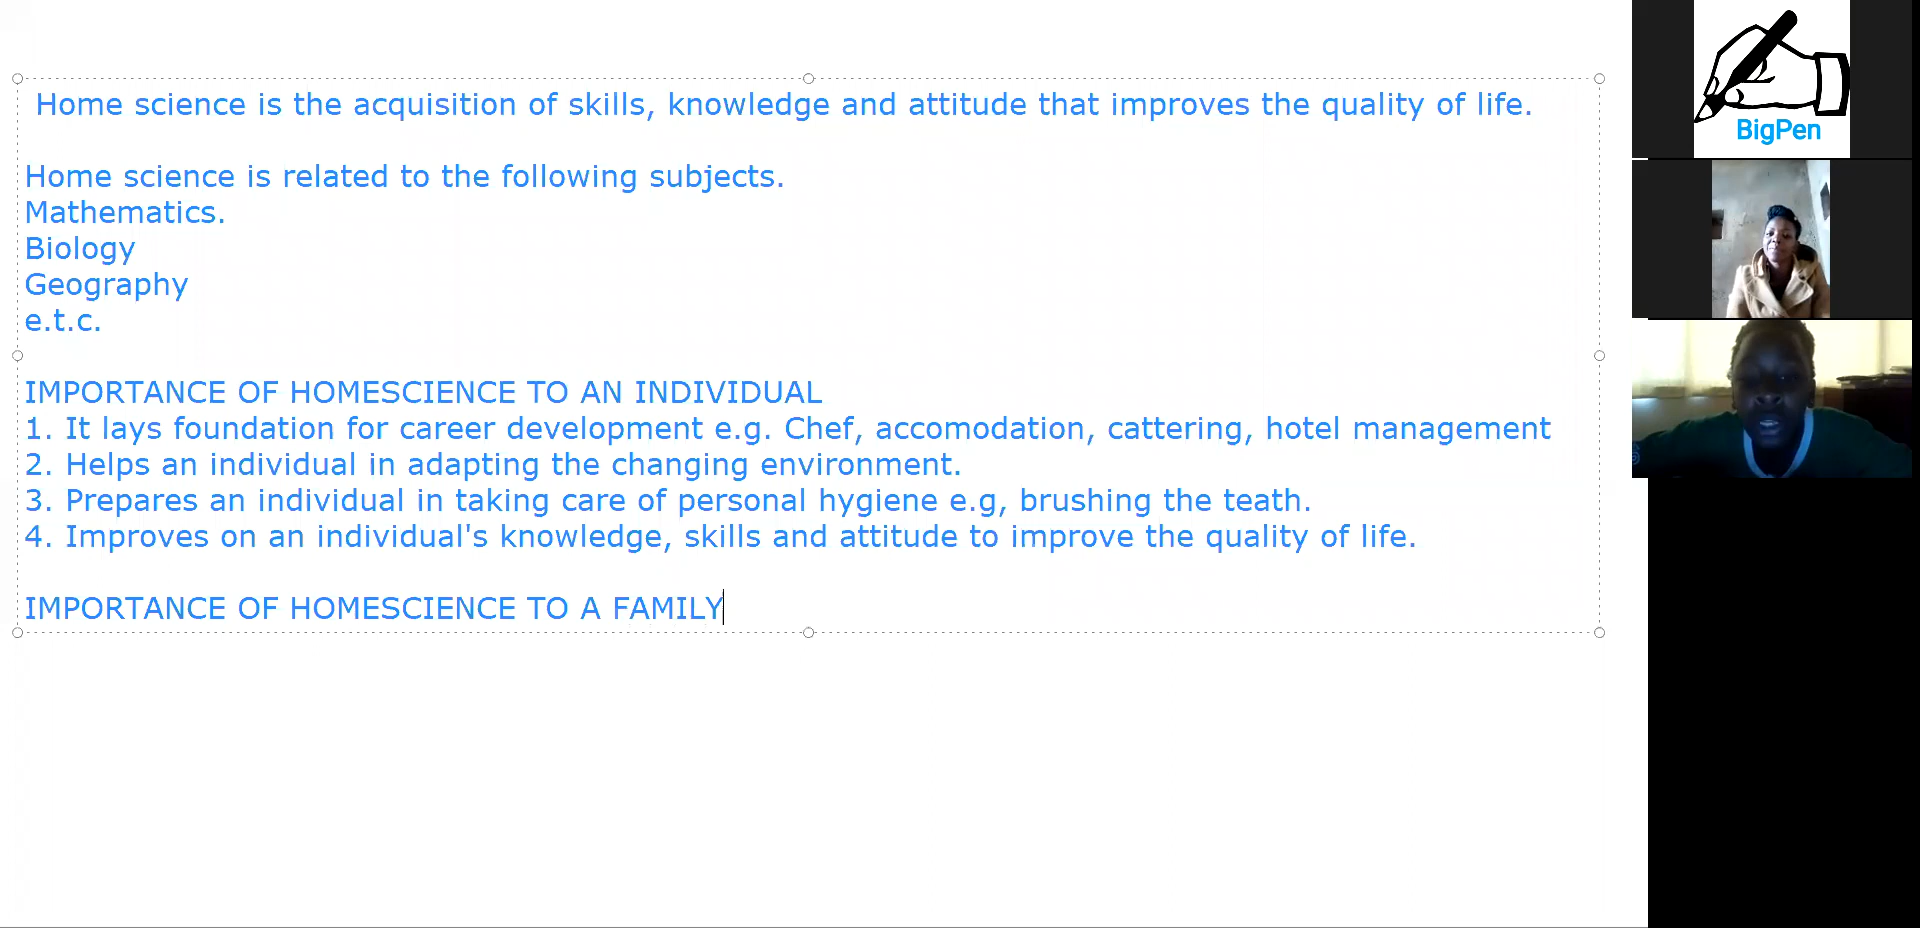 Home science is the acquisition of skills, knowledge and attitude that improves the quality of life.
Home science is related to the following subjects.
Mathematics.
Biology
Geography
e.t.c.
IMPORTANCE OF HOMESCIENCE TO AN INDIVIDUAL
1. It lays foundation for career development e.g. Chef, accomodation, cattering, hotel management
2. Helps an individual in adapting the changing environment.
3. Prepares an individual in taking care of personal hygiene e.g, brushing the teath.
4. Improves on an individual's knowledge, skills and attitude to improve the quality of life.
IMPORTANCE OF HOMESCIENCE TO A FAMILY
BigPen